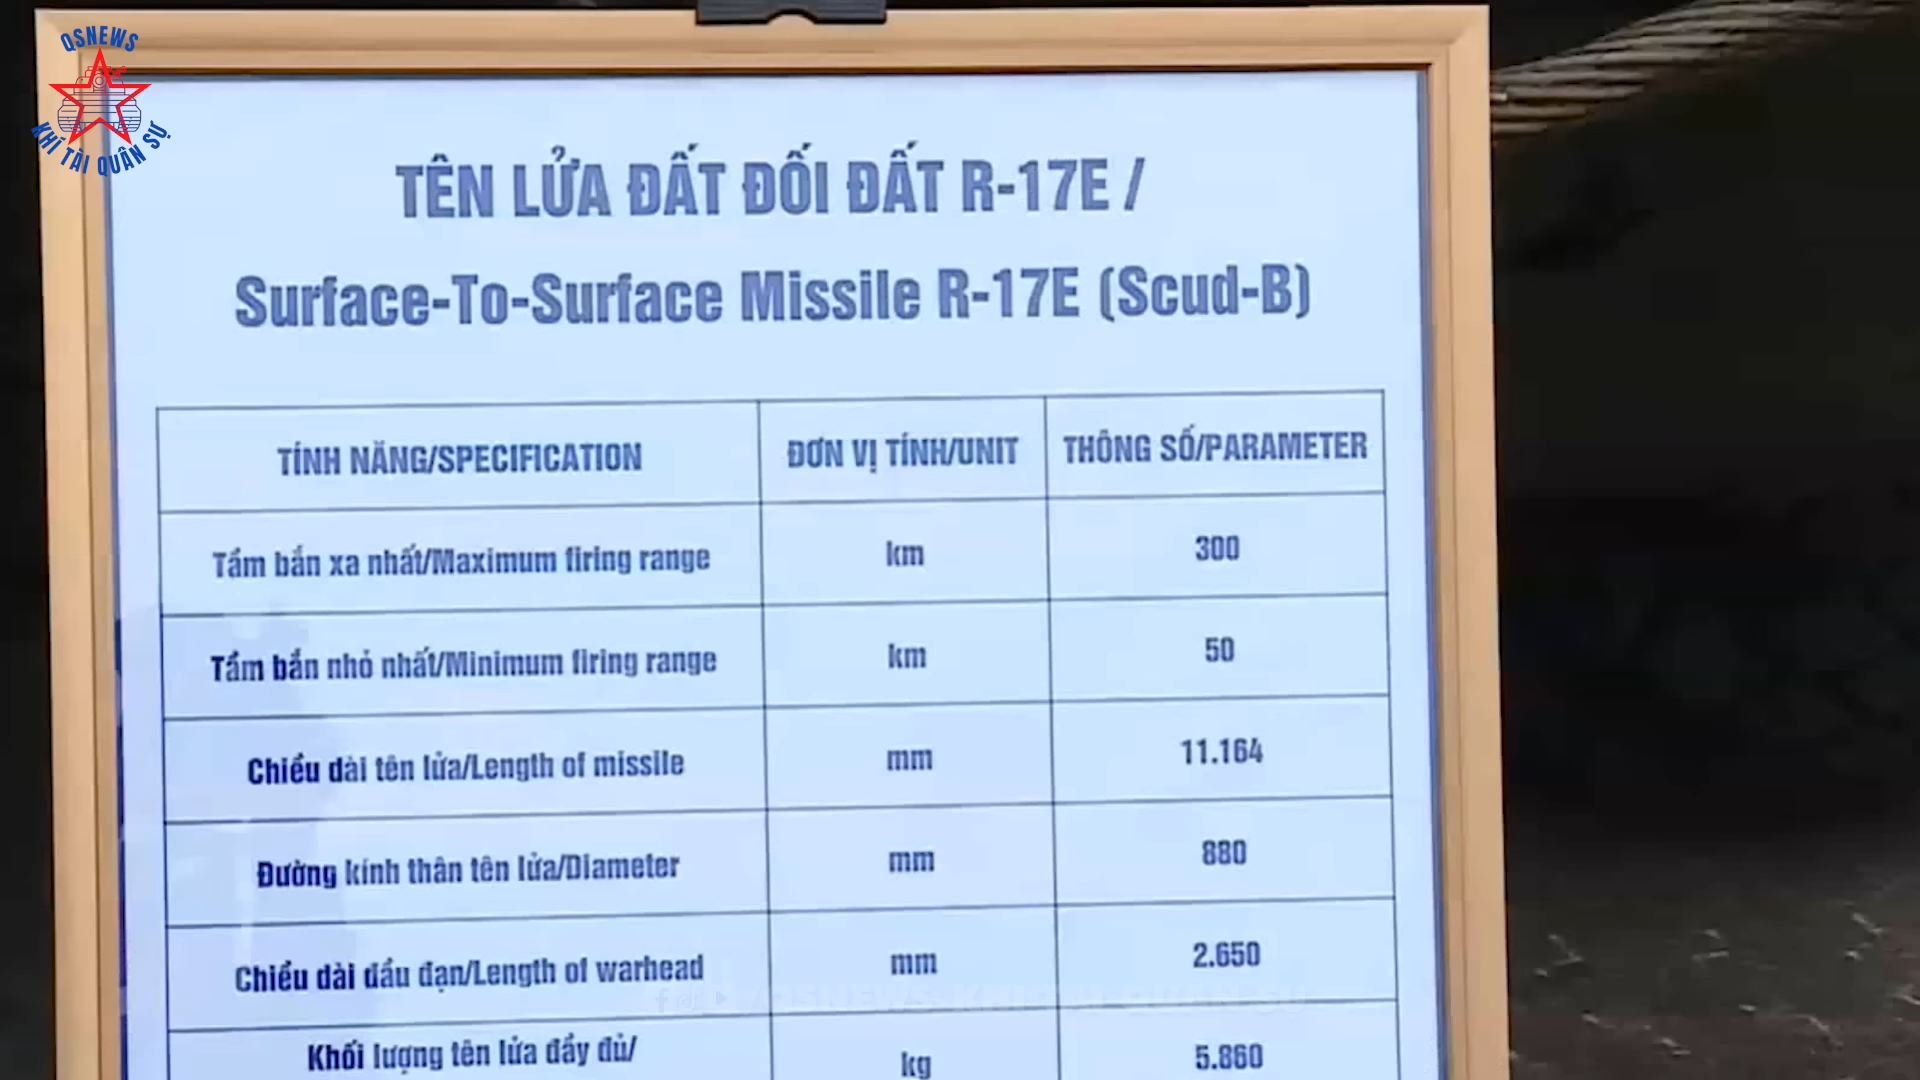 QSNEWS
KHÍ TÀI QUÂN SỰ
TÊN LỬA ĐẤT ĐỐI ĐẤT R-17E /
Surface-To-Surface Missile R-17E (Scud-B)
TÍNH NĂNG/SPECIFICATION ĐƠN VỊ TÍNH/UNIT THÔNG SỐ/PARAMETER
Tầm bắn xa nhất/Maximum firing range km 300
Tầm bắn nhỏ nhất/Minimum firing range km 50
Chiều dài tên lửa/Length of missile mm 11.164
Đường kính thân tên lửa/Diameter mm 880
Chiều dài đầu đạn/Length of warhead mm 2.650
Khối lượng tên lửa đầy đủ/ kg 5.860